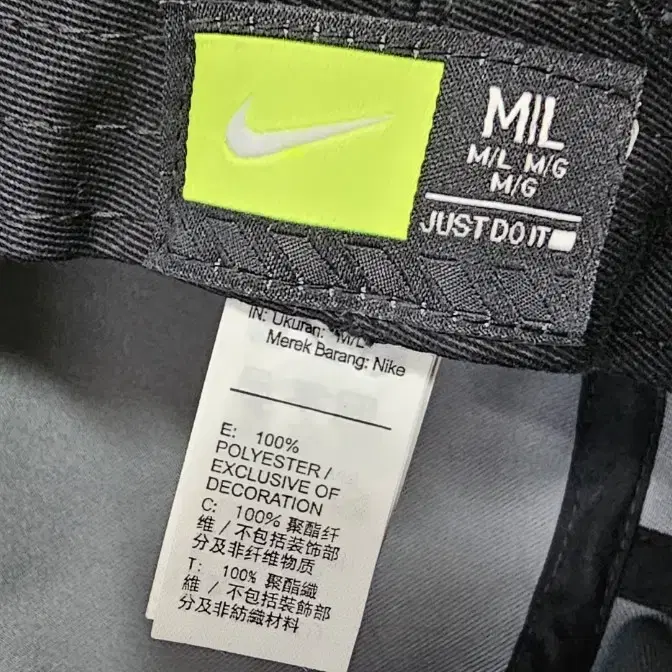 M/L
M/L M/G
M/G
JUST DO IT
IN: Ukuran: M/L
Merek Barang: Nike
E: 100%
POLYESTER /
EXCLUSIVE OF
DECORATION
C: 100% 聚酯纤
维 / 不包括装饰部
分及非纤维物质
T: 100% 聚酯纖
維 / 不包括裝飾部
分及非紡織材料